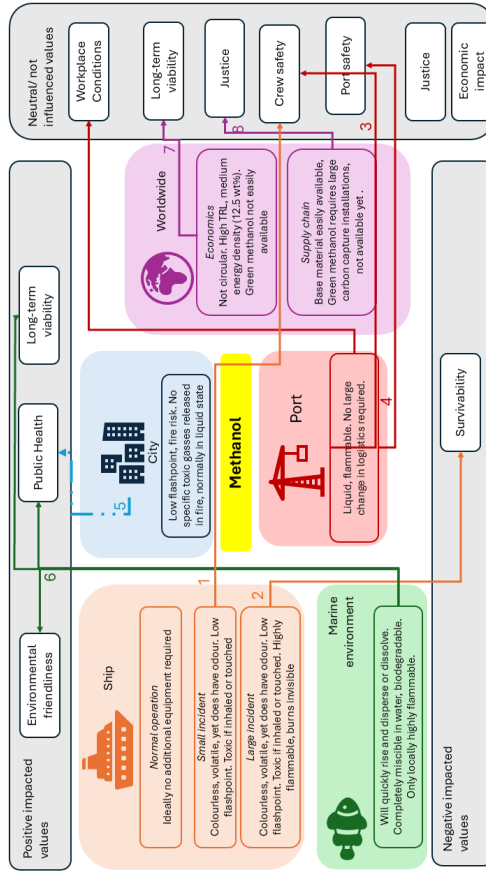 Positive impacted
values
Environmental
friendliness
Public Health
Long-term
viability
Neutral/ not
influenced values
Workplace
Conditions
Long-term
viability
Justice
Crew safety
Port safety
Justice
Economic
impact
Ship
Normal operation
Ideally no additional equipment required
Small incident
Colourless, volatile, yet does have odour. Low
flashpoint. Toxic if inhaled or touched
Large incident
Colourless, volatile, yet does have odour. Low
flashpoint. Toxic if inhaled or touched. Highly
flammable, burns invisible
City
Low flashpoint, fire risk. No
specific toxic gasses released
in fire, normally in liquid state
Methanol
Port
Liquid, flammable. No large
change in logistics required.
Worldwide
Economics
Not circular. High TRL, medium
energy density (12.5 wt%).
Green methanol not easily
available
Supply chain
Base material easily available,
Green methanol requires large
carbon capture installations,
not available yet .
Marine
environment
Will quickly rise and disperse or dissolve.
Completely miscible in water, biodegradable.
Only locally highly flammable.
Negative impacted
values
Survivability
1
2
3
4
5
6
7
8